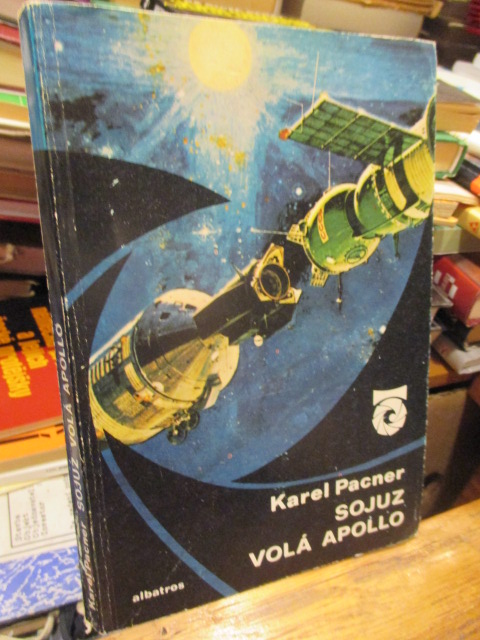 Karel Pacner
SOJUZ
VOLÁ APOLLO
albatros
Karel Pacner SOJUZ VOLÁ APOLLO